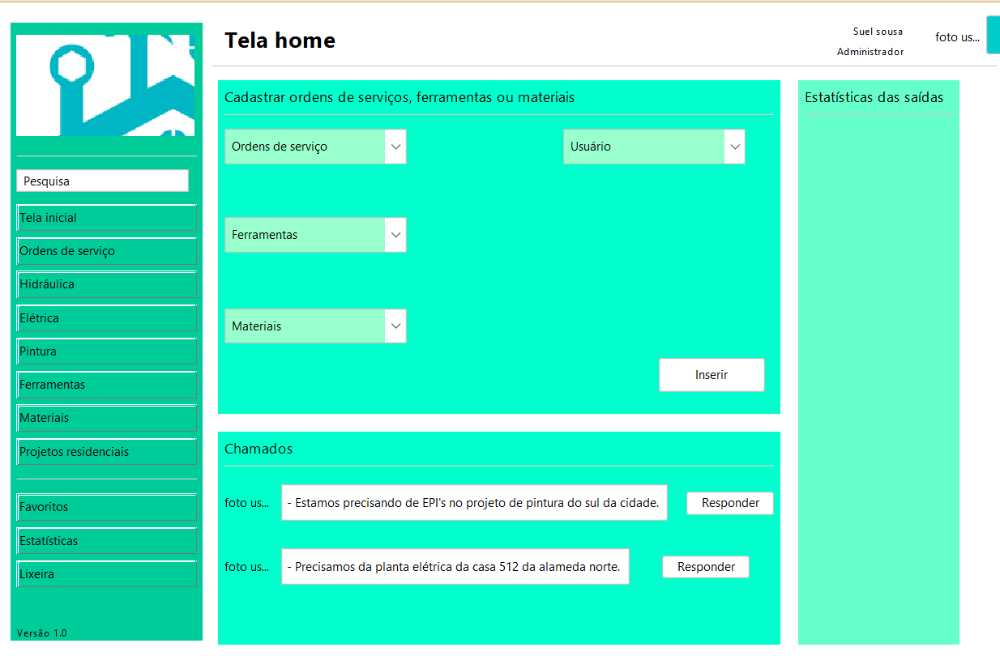 Tela home
Suel sousa
Administrador
foto us...
Pesquisa
Tela inicial
Ordens de serviço
Hidráulica
Elétrica
Pintura
Ferramentas
Materiais
Projetos residenciais
Favoritos
Estatísticas
Lixeira
Versão 1.0
Cadastrar ordens de serviços, ferramentas ou materiais
Ordens de serviço
Usuário
Ferramentas
Materiais
Inserir
Chamados
foto us...
- Estamos precisando de EPI's no projeto de pintura do sul da cidade.
Responder
foto us...
- Precisamos da planta elétrica da casa 512 da alameda norte.
Responder
Estatísticas das saídas